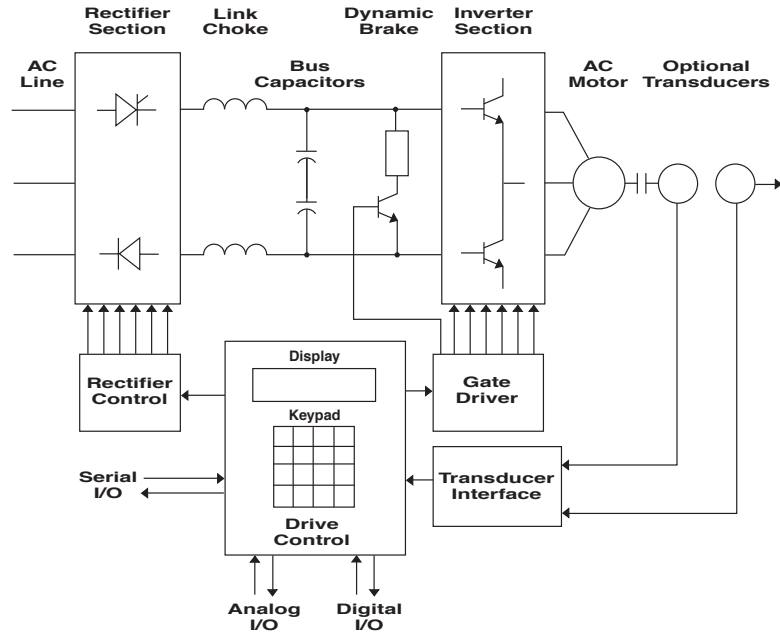 Rectifier
Section
Link
Choke
Dynamic
Brake
Inverter
Section
AC
Line
Bus
Capacitors
AC
Motor
Optional
Transducers
Rectifier
Control
Display
Keypad
Drive
Control
Gate
Driver
Serial
I/O
Transducer
Interface
Analog
I/O
Digital
I/O